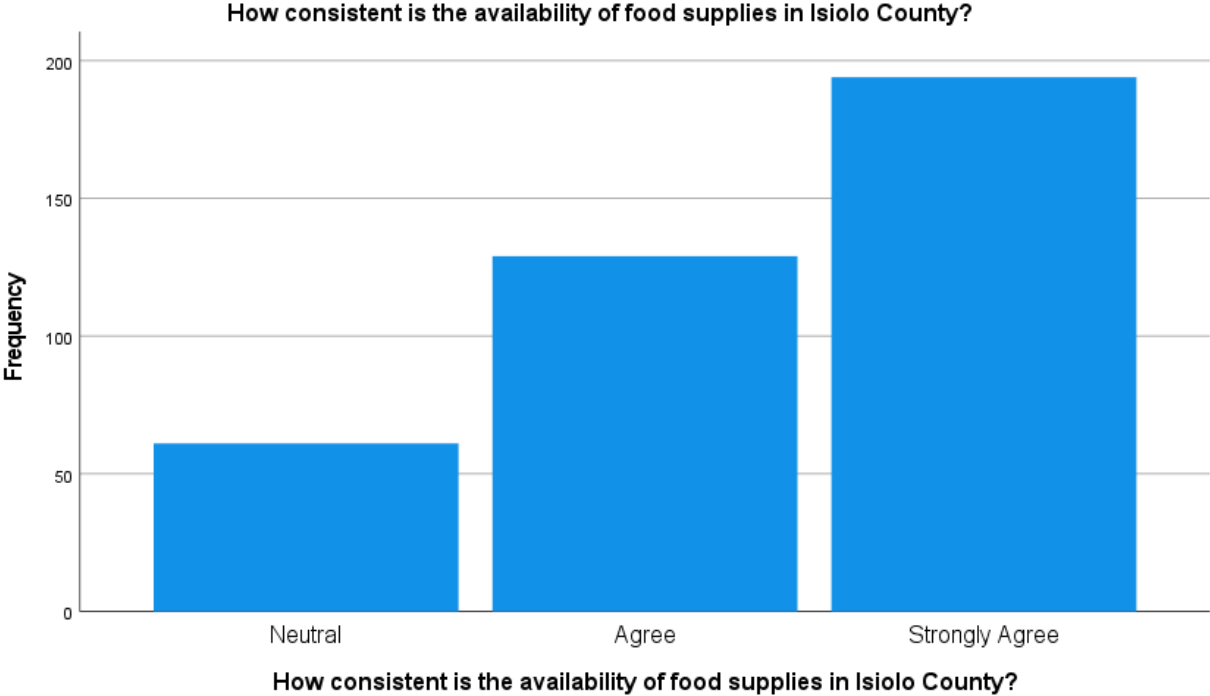 How consistent is the availability of food supplies in Isiolo County?
200
150
100
50
0
Frequency
Neutral
Agree
Strongly Agree
How consistent is the availability of food supplies in Isiolo County?